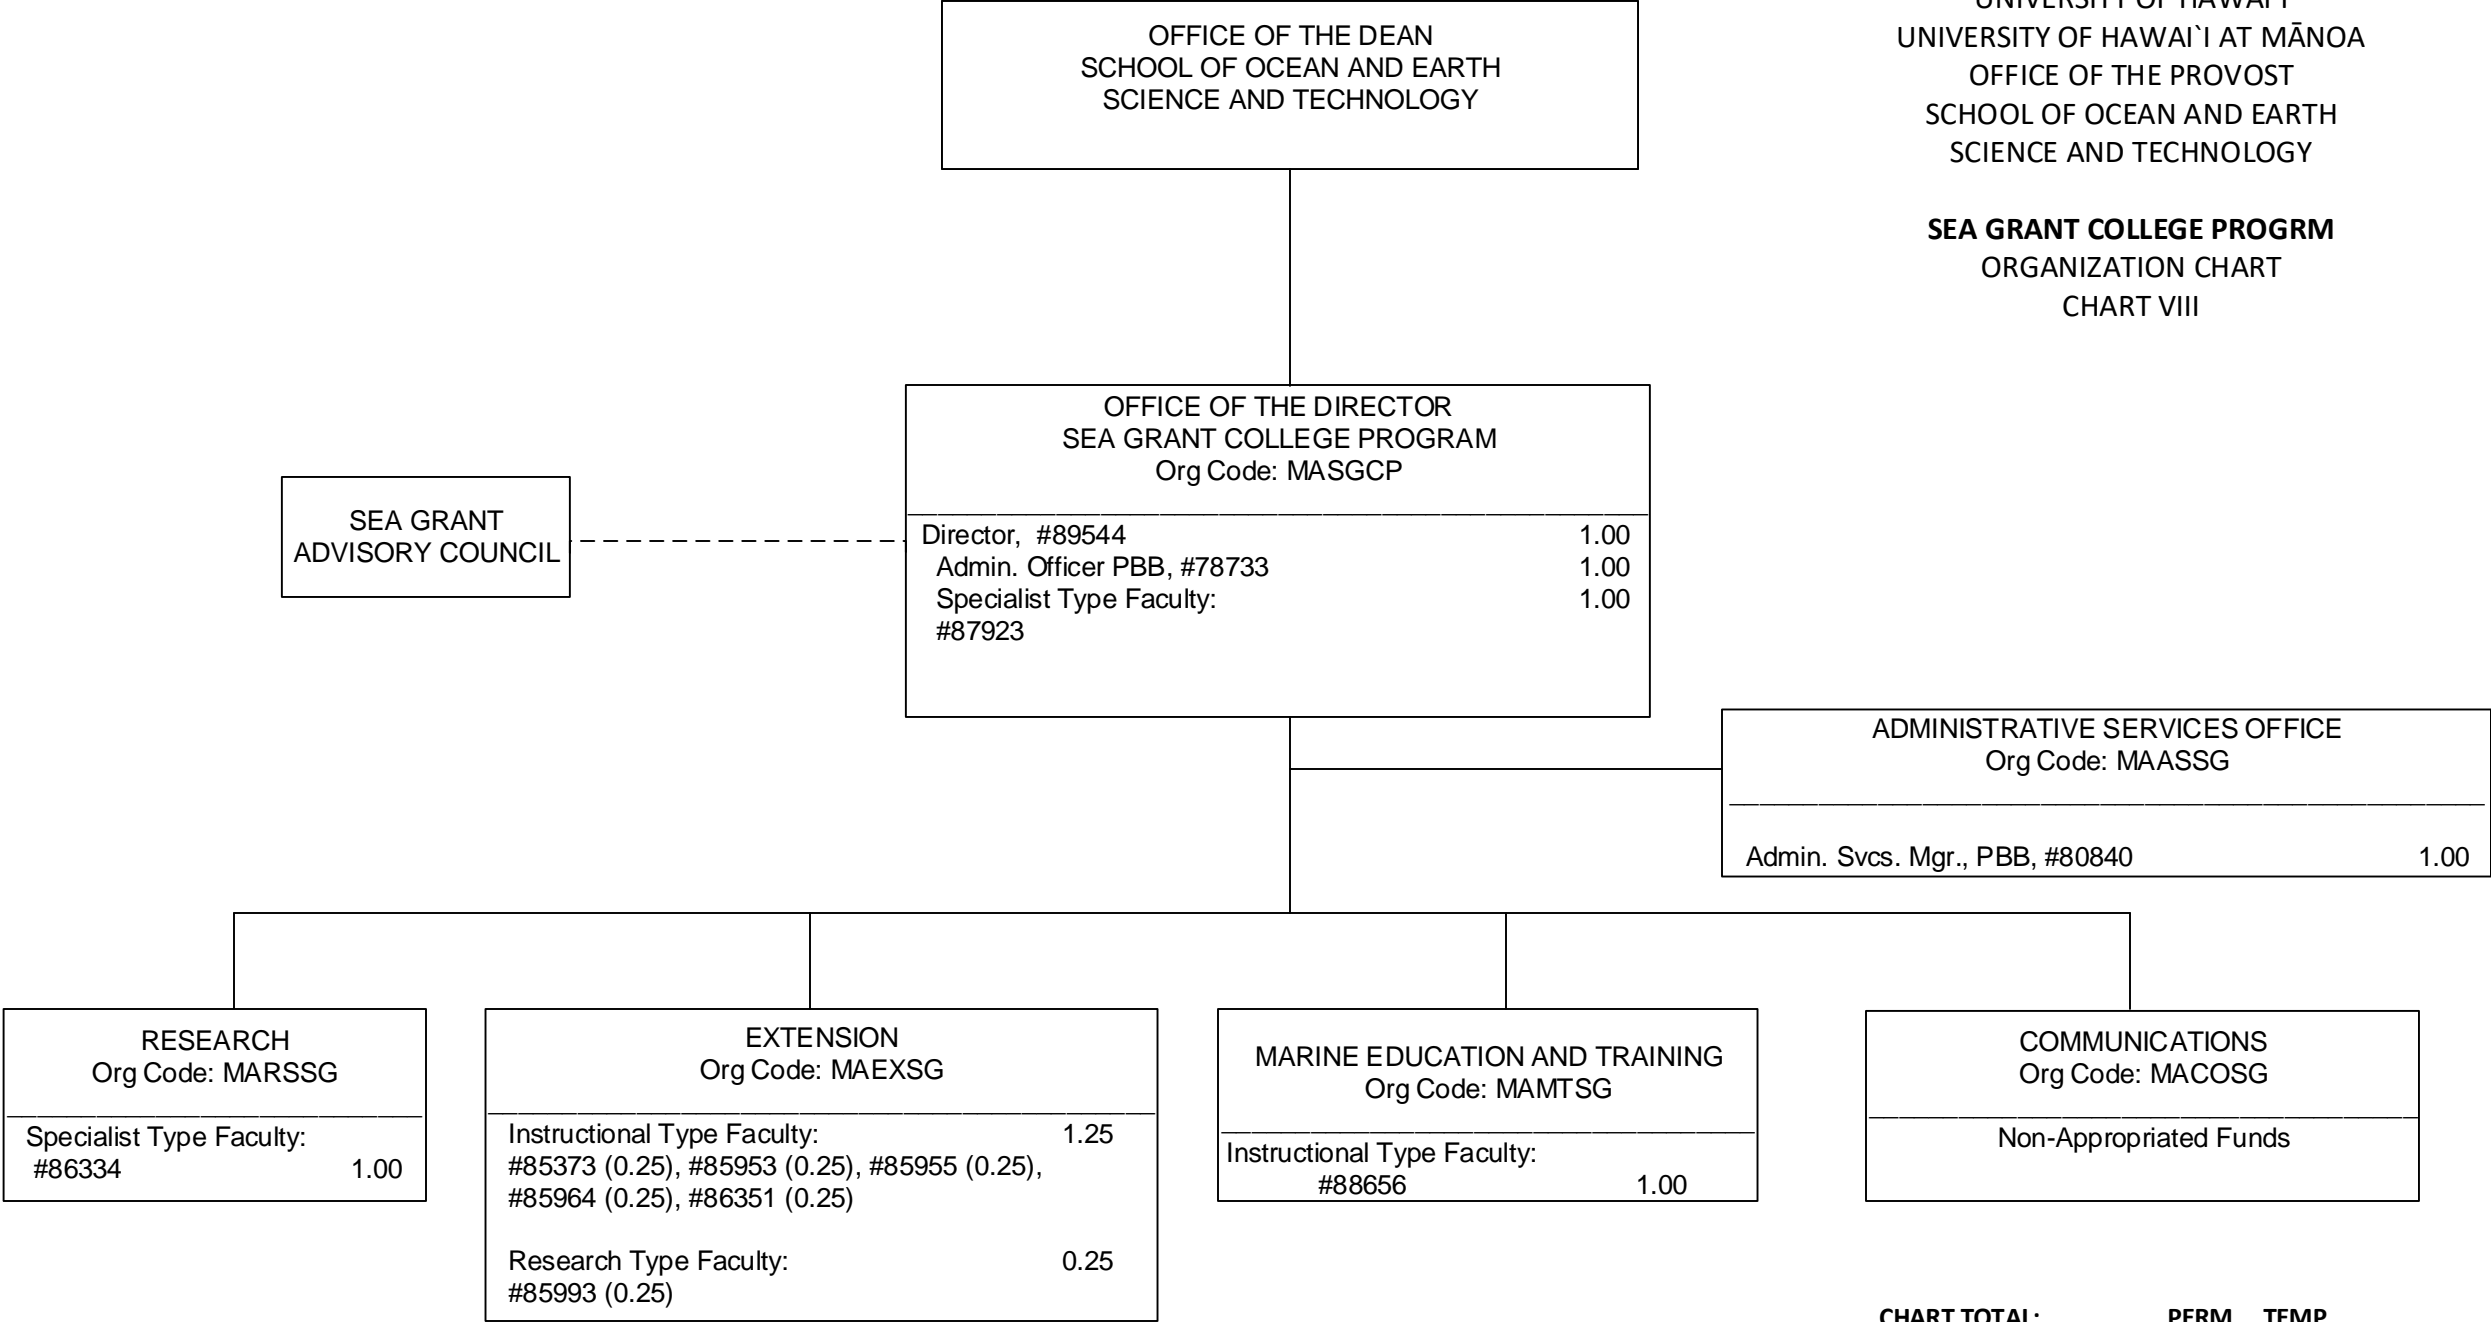 UNIVERSITY OF HAWAI`I
UNIVERSITY OF HAWAI`I AT MĀNOA
OFFICE OF THE PROVOST
SCHOOL OF OCEAN AND EARTH
SCIENCE AND TECHNOLOGY
SEA GRANT COLLEGE PROGRM
ORGANIZATION CHART
CHART VIII
OFFICE OF THE DEAN
SCHOOL OF OCEAN AND EARTH
SCIENCE AND TECHNOLOGY
OFFICE OF THE DIRECTOR
SEA GRANT COLLEGE PROGRAM
Org Code: MASGCP
Director, #89544 1.00
Admin. Officer PBB, #78733 1.00
Specialist Type Faculty: 1.00
#87923
SEA GRANT
ADVISORY COUNCIL
ADMINISTRATIVE SERVICES OFFICE
Org Code: MAASSG
Admin. Svcs. Mgr., PBB, #80840 1.00
RESEARCH
Org Code: MARSSG
Specialist Type Faculty:
#86334 1.00
EXTENSION
Org Code: MAEXSG
Instructional Type Faculty: 1.25
#85373 (0.25), #85953 (0.25), #85955 (0.25),
#85964 (0.25), #86351 (0.25)
Research Type Faculty: 0.25
#85993 (0.25)
MARINE EDUCATION AND TRAINING
Org Code: MAMTSG
Instructional Type Faculty:
#88656 1.00
COMMUNICATIONS
Org Code: MACOSG
Non-Appropriated Funds
CHART TOTAL: PERM TEMP